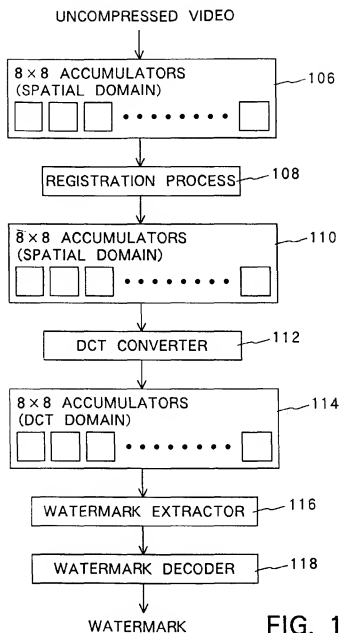 UNCOMPRESSED VIDEO
8×8 ACCUMULATORS
(SPATIAL DOMAIN)
106
REGISTRATION PROCESS
108
8×8 ACCUMULATORS
(SPATIAL DOMAIN)
110
DCT CONVERTER
112
8×8 ACCUMULATORS
(DCT DOMAIN)
114
WATERMARK EXTRACTOR
116
WATERMARK DECODER
118
WATERMARK
FIG. 1